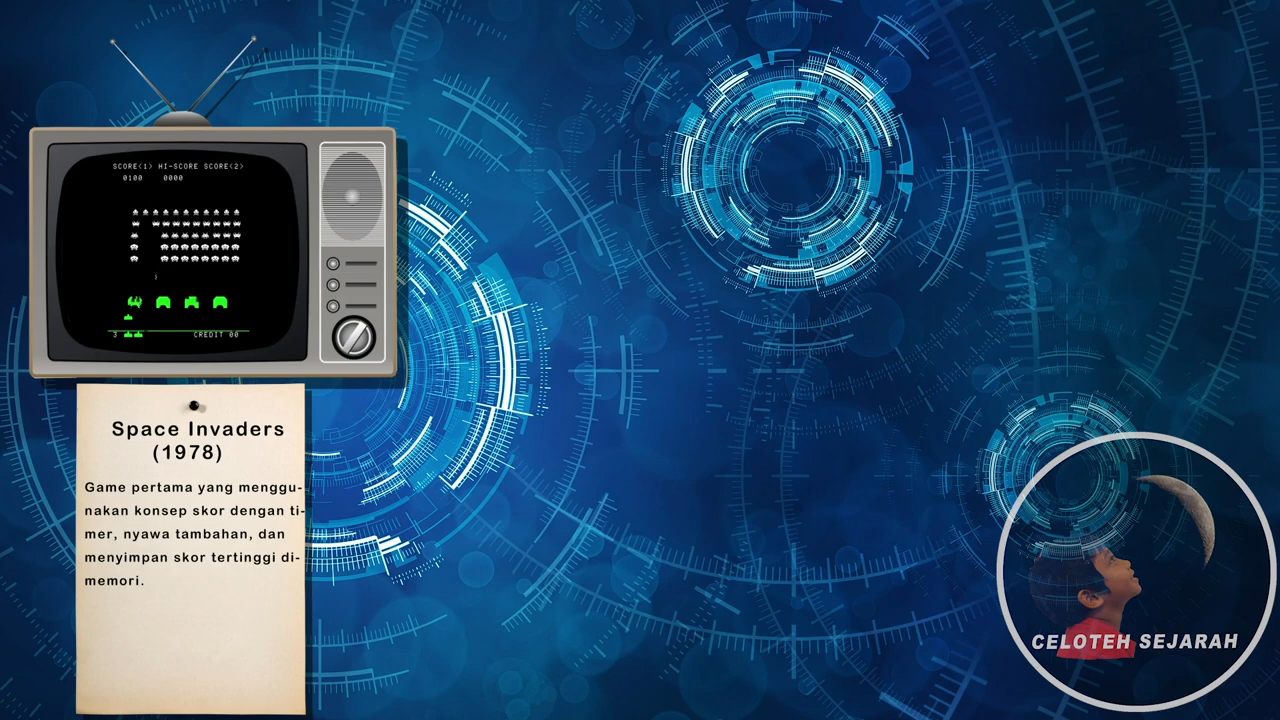 SCORE<1> HI-SCORE SCORE<2>
0100 0000
3 CREDIT 00
Space Invaders
(1978)
Game pertama yang menggu-
nakan konsep skor dengan ti-
mer, nyawa tambahan, dan
menyimpan skor tertinggi di-
memori.
CELOTEH SEJARAH